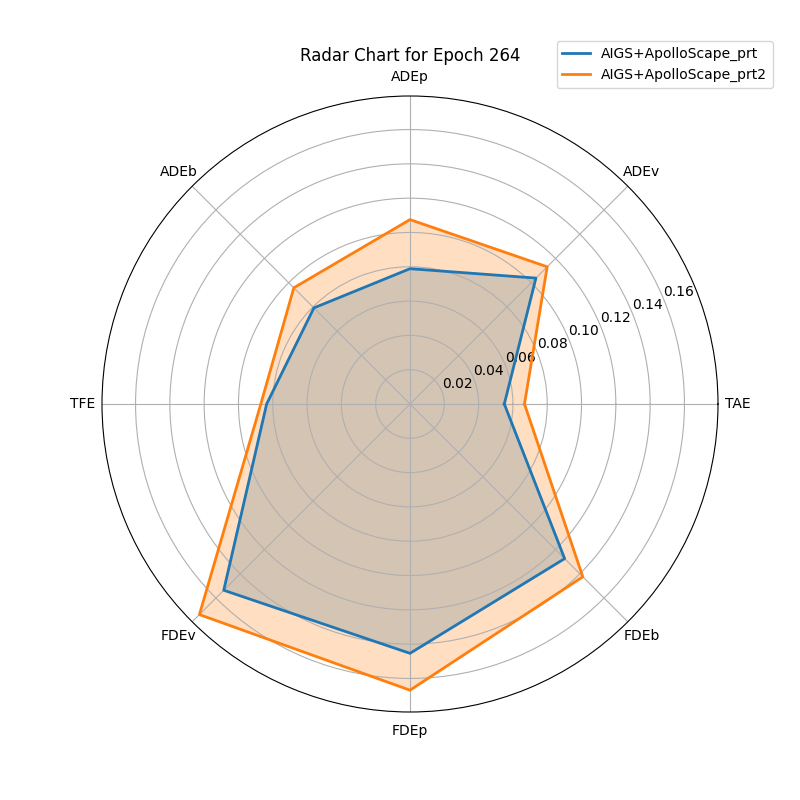 Radar Chart for Epoch 264
AIGS+ApolloScape_prt
AIGS+ApolloScape_prt2
ADEp
ADEb
ADEv
0.16
0.14
0.12
0.10
0.08
0.06
0.04
0.02
TFE
TAE
FDEv
FDEb
FDEp